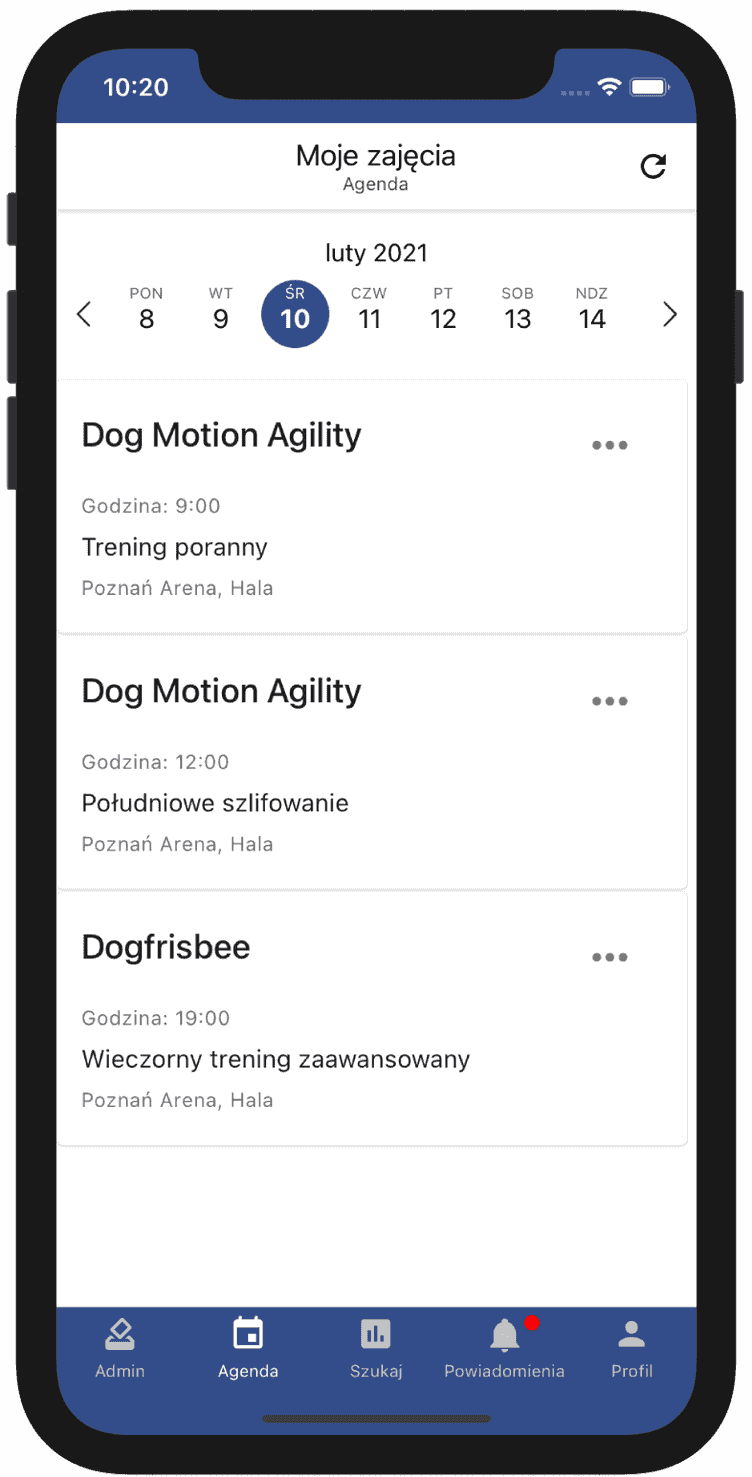 10:20
Moje zajęcia
Agenda
luty 2021
PON WT ŚR CZW PT SOB NDZ
8 9 10 11 12 13 14
Dog Motion Agility
Godzina: 9:00
Trening poranny
Poznań Arena, Hala
Dog Motion Agility
Godzina: 12:00
Południowe szlifowanie
Poznań Arena, Hala
Dogfrisbee
Godzina: 19:00
Wieczorny trening zaawansowany
Poznań Arena, Hala
Admin Agenda Szukaj Powiadomienia Profil